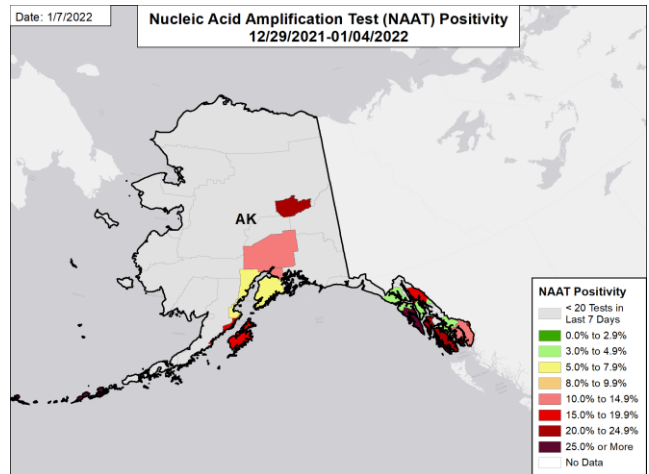 Date: 1/7/2022
Nucleic Acid Amplification Test (NAAT) Positivity
12/29/2021-01/04/2022
AK
NAAT Positivity
< 20 Tests in
Last 7 Days
0.0% to 2.9%
3.0% to 4.9%
5.0% to 7.9%
8.0% to 9.9%
10.0% to 14.9%
15.0% to 19.9%
20.0% to 24.9%
25.0% or More
No Data